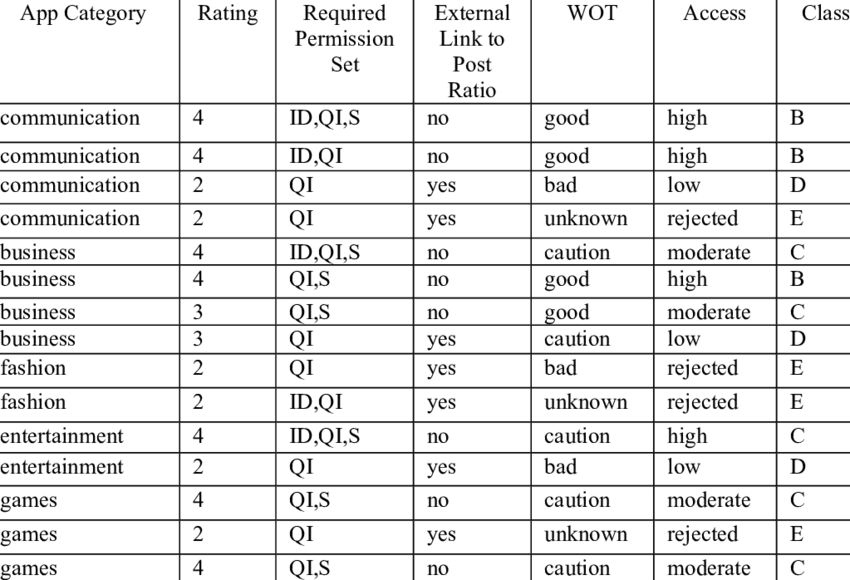 App Category Rating Required Permission Set External Link to Post Ratio WOT Access Class
communication 4 ID,QI,S no good high B
communication 4 ID,QI no good high B
communication 2 QI yes bad low D
communication 2 QI yes unknown rejected E
business 4 ID,QI,S no caution moderate C
business 4 QI,S no good high B
business 3 QI,S no good moderate C
business 3 QI yes caution low D
fashion 2 QI yes bad rejected E
fashion 2 ID,QI yes unknown rejected E
entertainment 4 ID,QI,S no caution high C
entertainment 2 QI yes bad low D
games 4 QI,S no caution moderate C
games 2 QI yes unknown rejected E
games 4 QI,S no caution moderate C